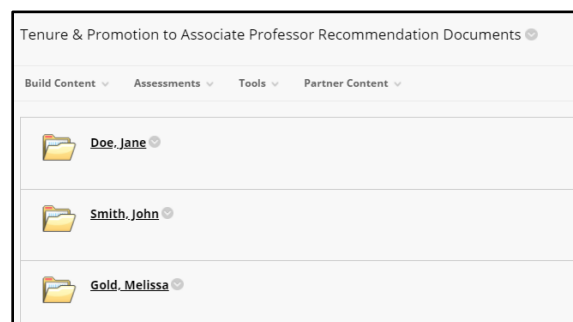 Tenure & Promotion to Associate Professor Recommendation Documents
Build Content Assessments Tools Partner Content
Doe, Jane
Smith, John
Gold, Melissa